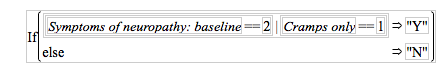 If Symptoms of neuropathy: baseline == 2 | Cramps only == 1 ⇒ "Y"
else ⇒ "N"